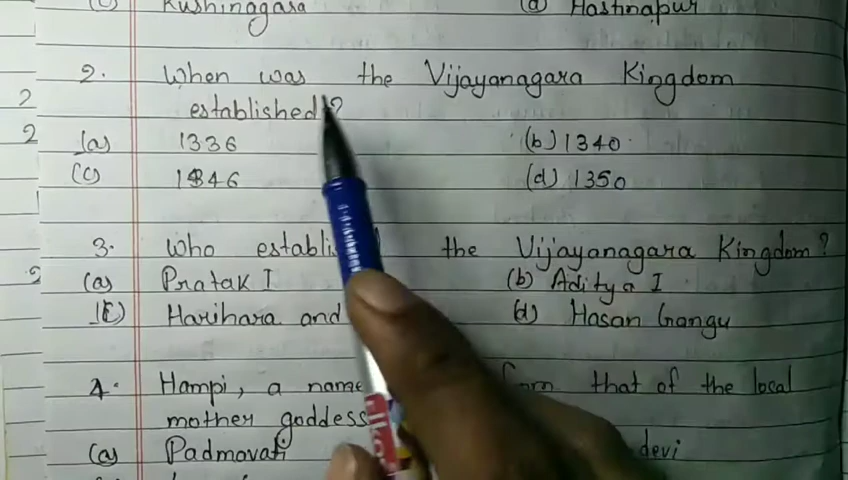 (c) Kushinagara (d) Hastinapur
2. When was the Vijayanagara Kingdom
established?
(a) 1336 (b) 1340
(c) 1346 (d) 1350
3. Who the Vijayanagara Kingdom?
(a) Pratak I (b) Aditya I
(c) Harihara and (d) Hasan Gangu
4. Hampi, a name from that of the local
mother goddess
(a) Padmavati devi